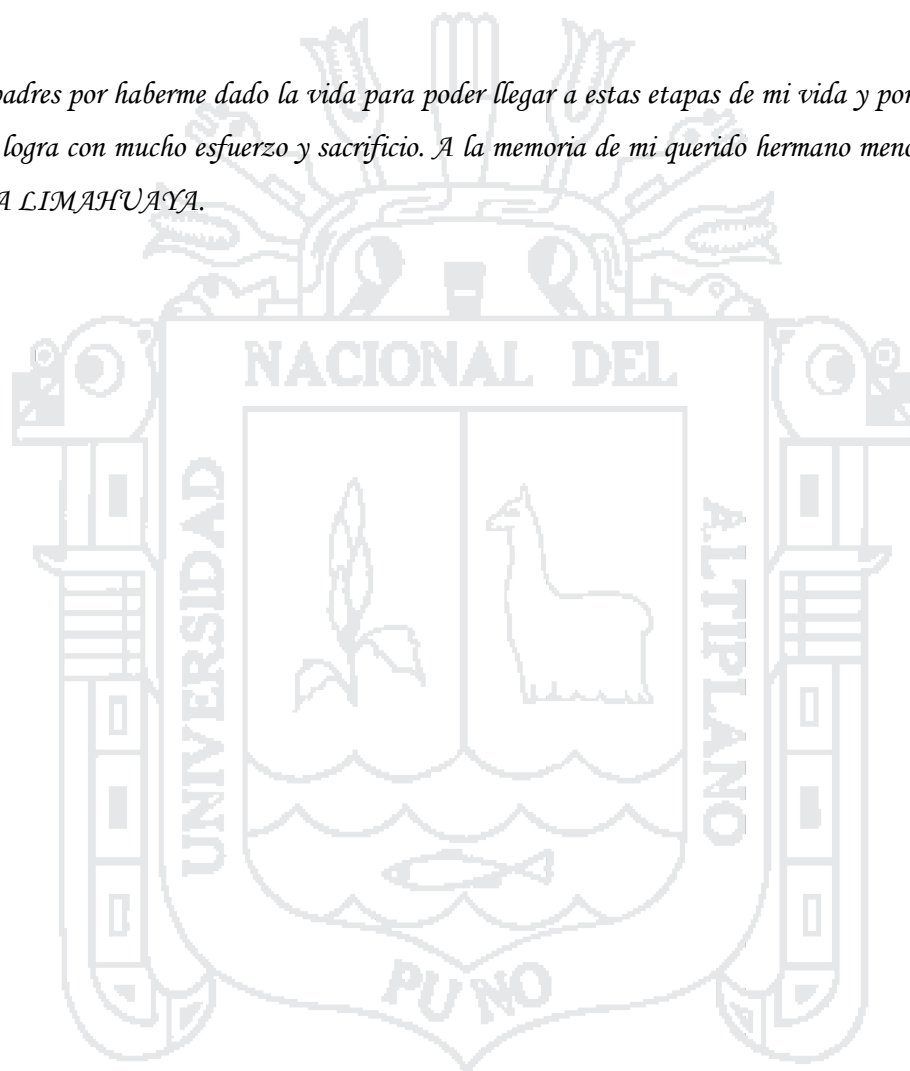 padres por haberme dado la vida para poder llegar a estas etapas de mi vida y por
logra con mucho esfuerzo y sacrificio. A la memoria de mi querido hermano meno
A LIMAHUAYA.
NACIONAL DEL
UNIVERSIDAD
ALTIPLANO
PUNO